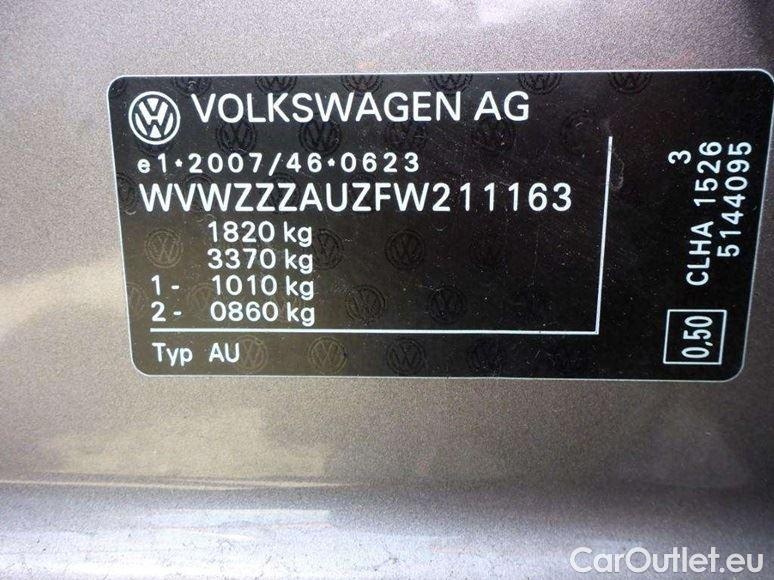 VOLKSWAGEN AG
e1*2007/46*0623
WVWZZZAUZFW211163
1820 kg
3370 kg
1 - 1010 kg
2 - 0860 kg
Typ AU
3
CLHA 1526
5144095
0,50
CarOutlet.eu